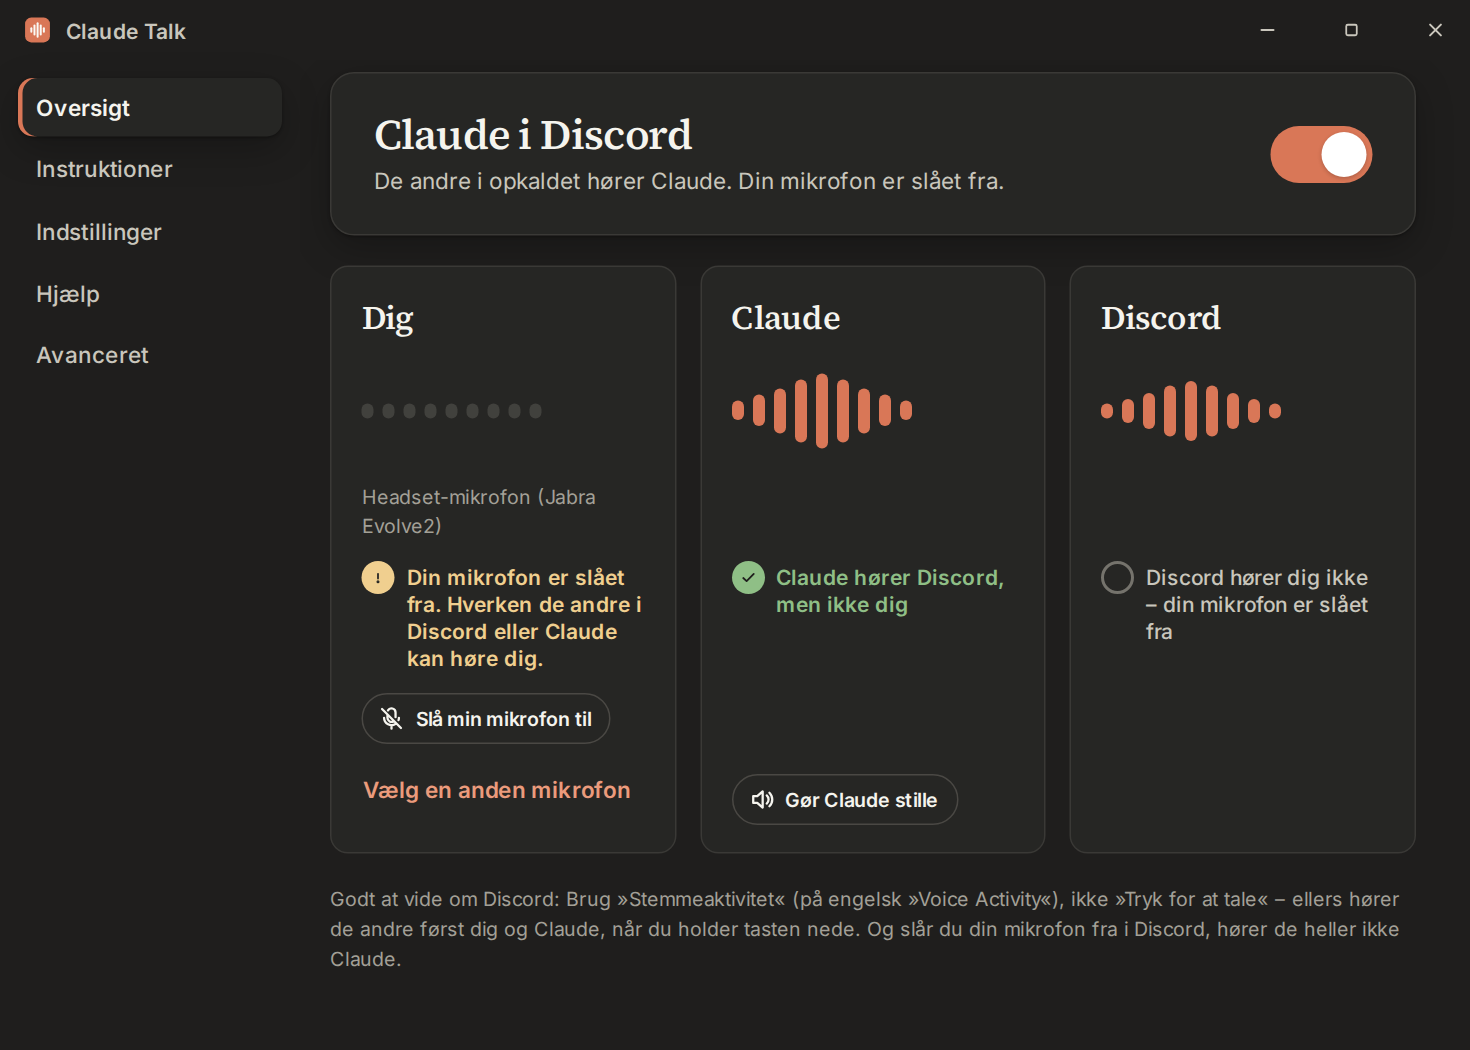 Claude Talk
Oversigt
Instruktioner
Indstillinger
Hjælp
Avanceret
Claude i Discord
De andre i opkaldet hører Claude. Din mikrofon er slået fra.
Dig
Headset-mikrofon (Jabra
Evolve2)
Din mikrofon er slået
fra. Hverken de andre i
Discord eller Claude
kan høre dig.
Slå min mikrofon til
Vælg en anden mikrofon
Claude
Claude hører Discord,
men ikke dig
Gør Claude stille
Discord
Discord hører dig ikke
– din mikrofon er slået
fra
Godt at vide om Discord: Brug »Stemmeaktivitet« (på engelsk »Voice Activity«), ikke »Tryk for at tale« – ellers hører
de andre først dig og Claude, når du holder tasten nede. Og slår du din mikrofon fra i Discord, hører de heller ikke
Claude.